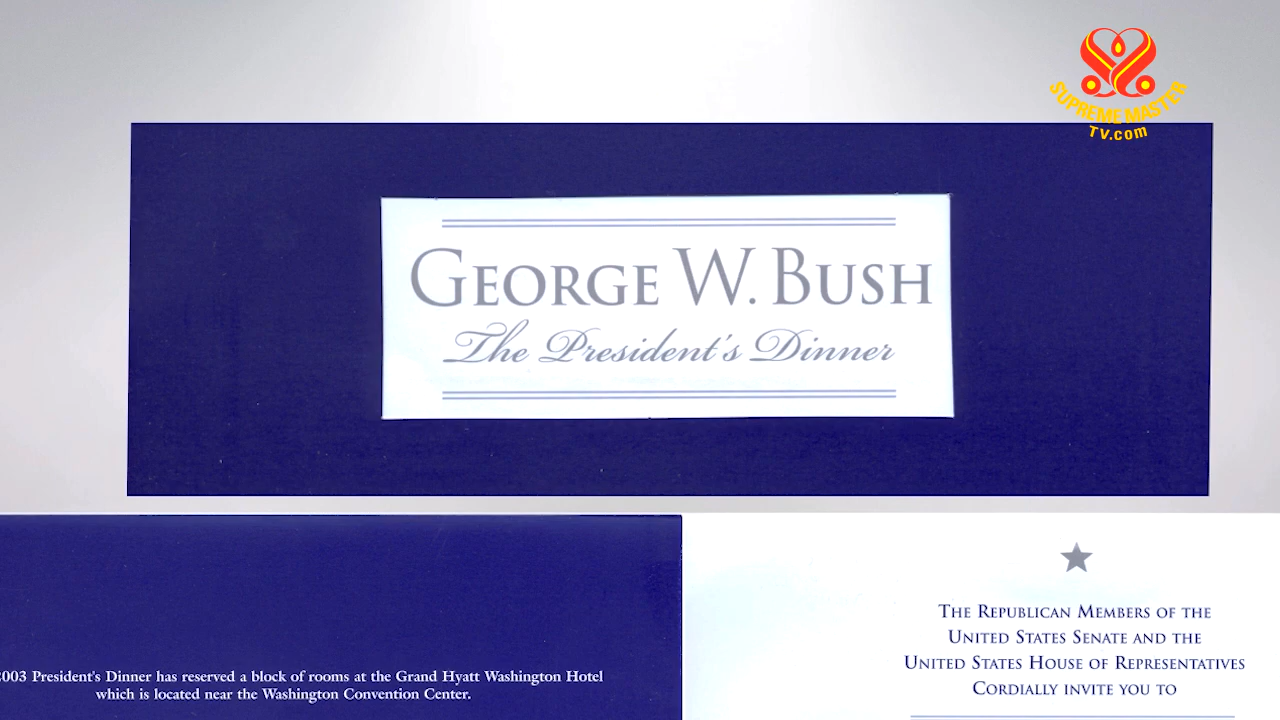 SUPREME MASTER
TV.com
GEORGE W. BUSH
The President's Dinner
2003 President's Dinner has reserved a block of rooms at the Grand Hyatt Washington Hotel
which is located near the Washington Convention Center.
THE REPUBLICAN MEMBERS OF THE
UNITED STATES SENATE AND THE
UNITED STATES HOUSE OF REPRESENTATIVES
CORDIALLY INVITE YOU TO